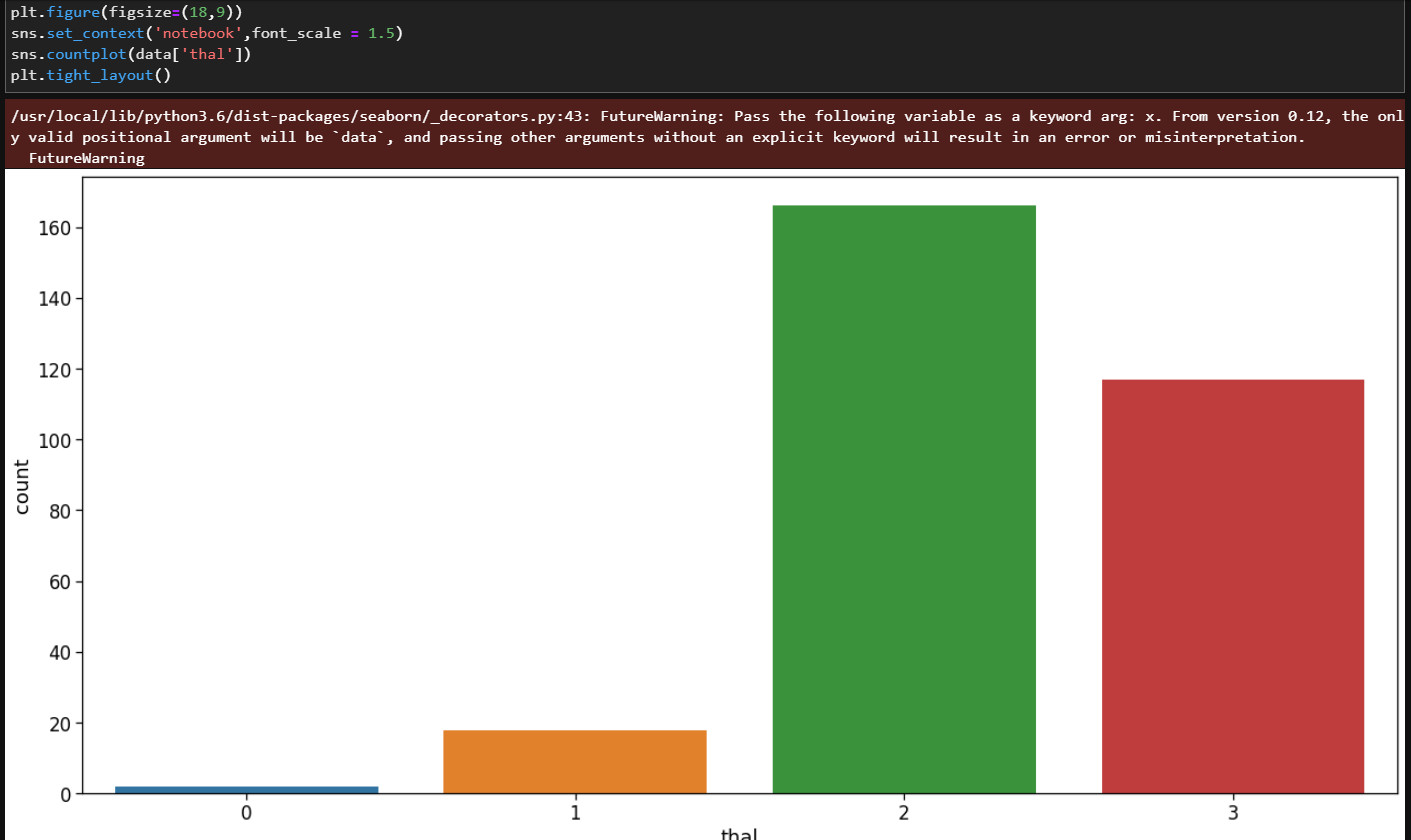 plt.figure(figsize=(18,9))
sns.set_context('notebook',font_scale = 1.5)
sns.countplot(data['thal'])
plt.tight_layout()
/usr/local/lib/python3.6/dist-packages/seaborn/_decorators.py:43: FutureWarning: Pass the following variable as a keyword arg: x. From version 0.12, the onl
y valid positional argument will be `data`, and passing other arguments without an explicit keyword will result in an error or misinterpretation.
  FutureWarning
160
140
120
100
80
60
40
20
0
count
0 1 2 3
thal